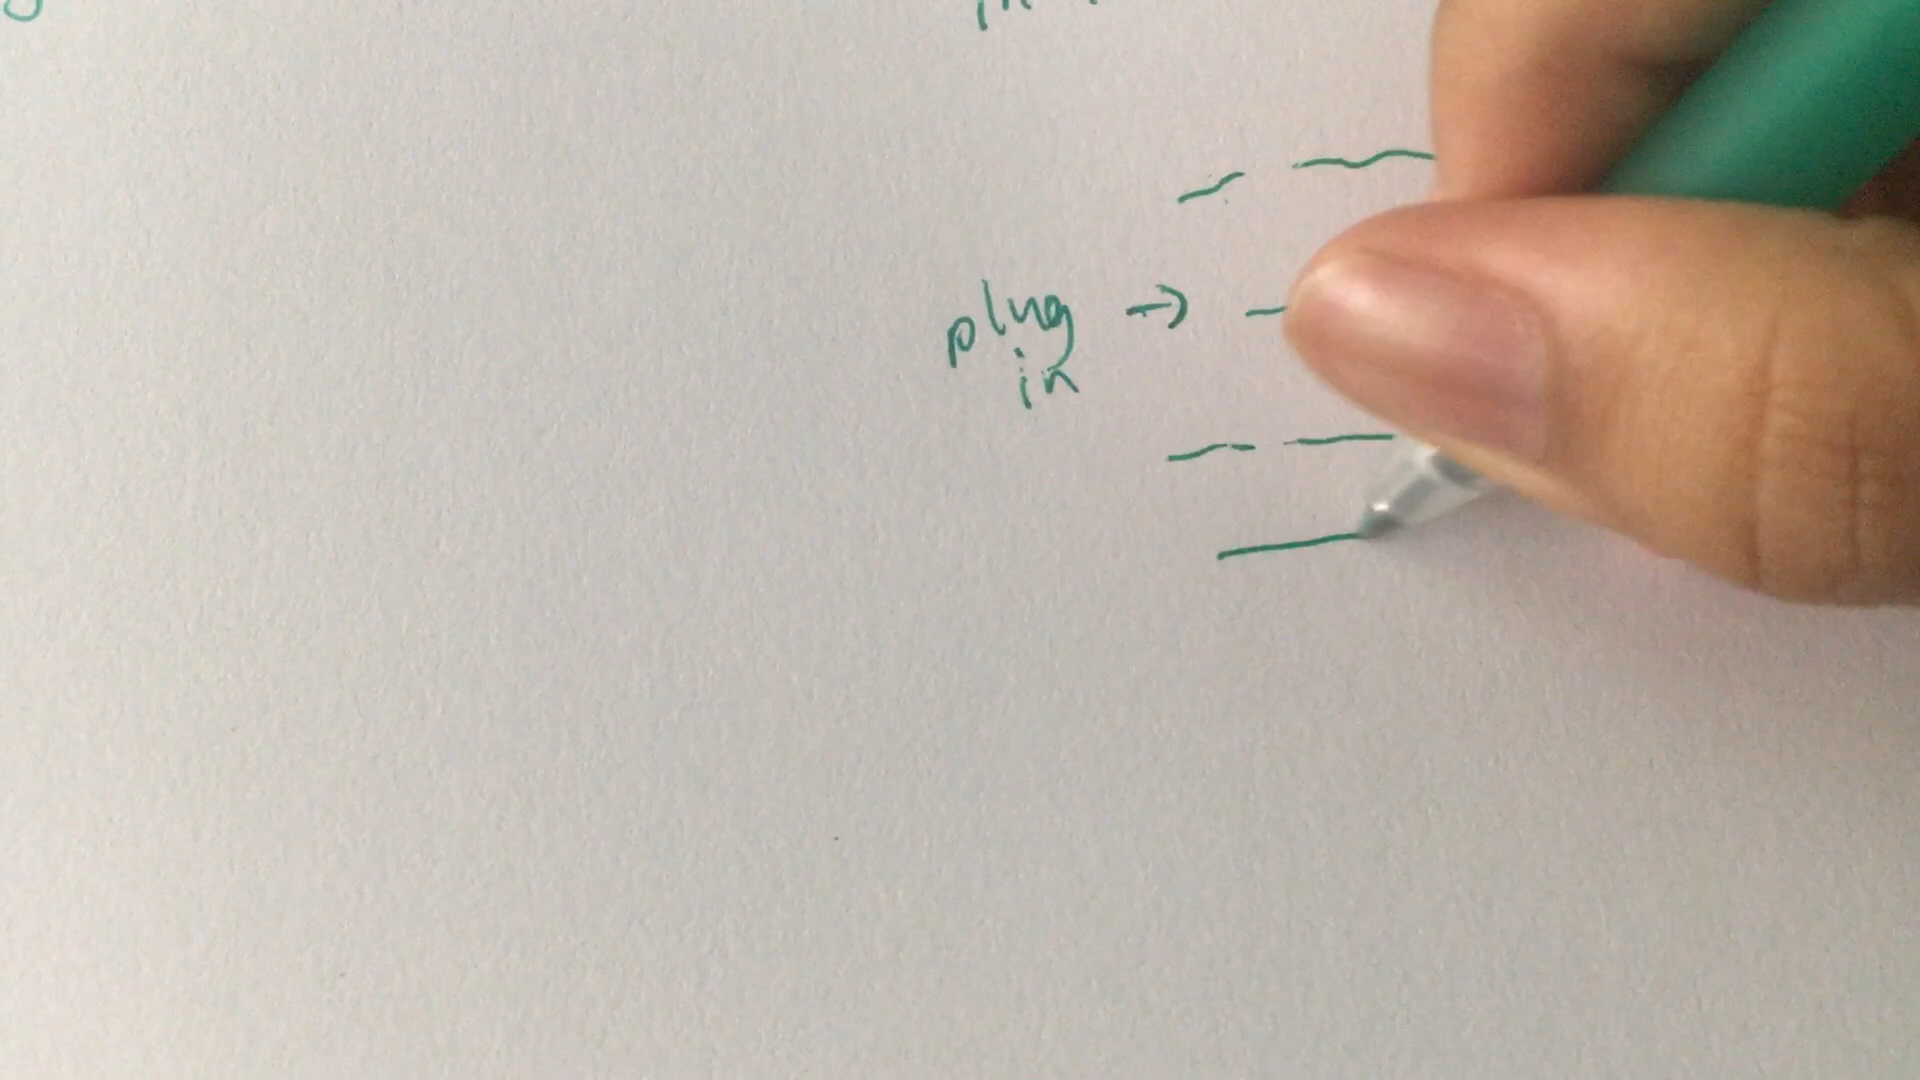 plug →
in